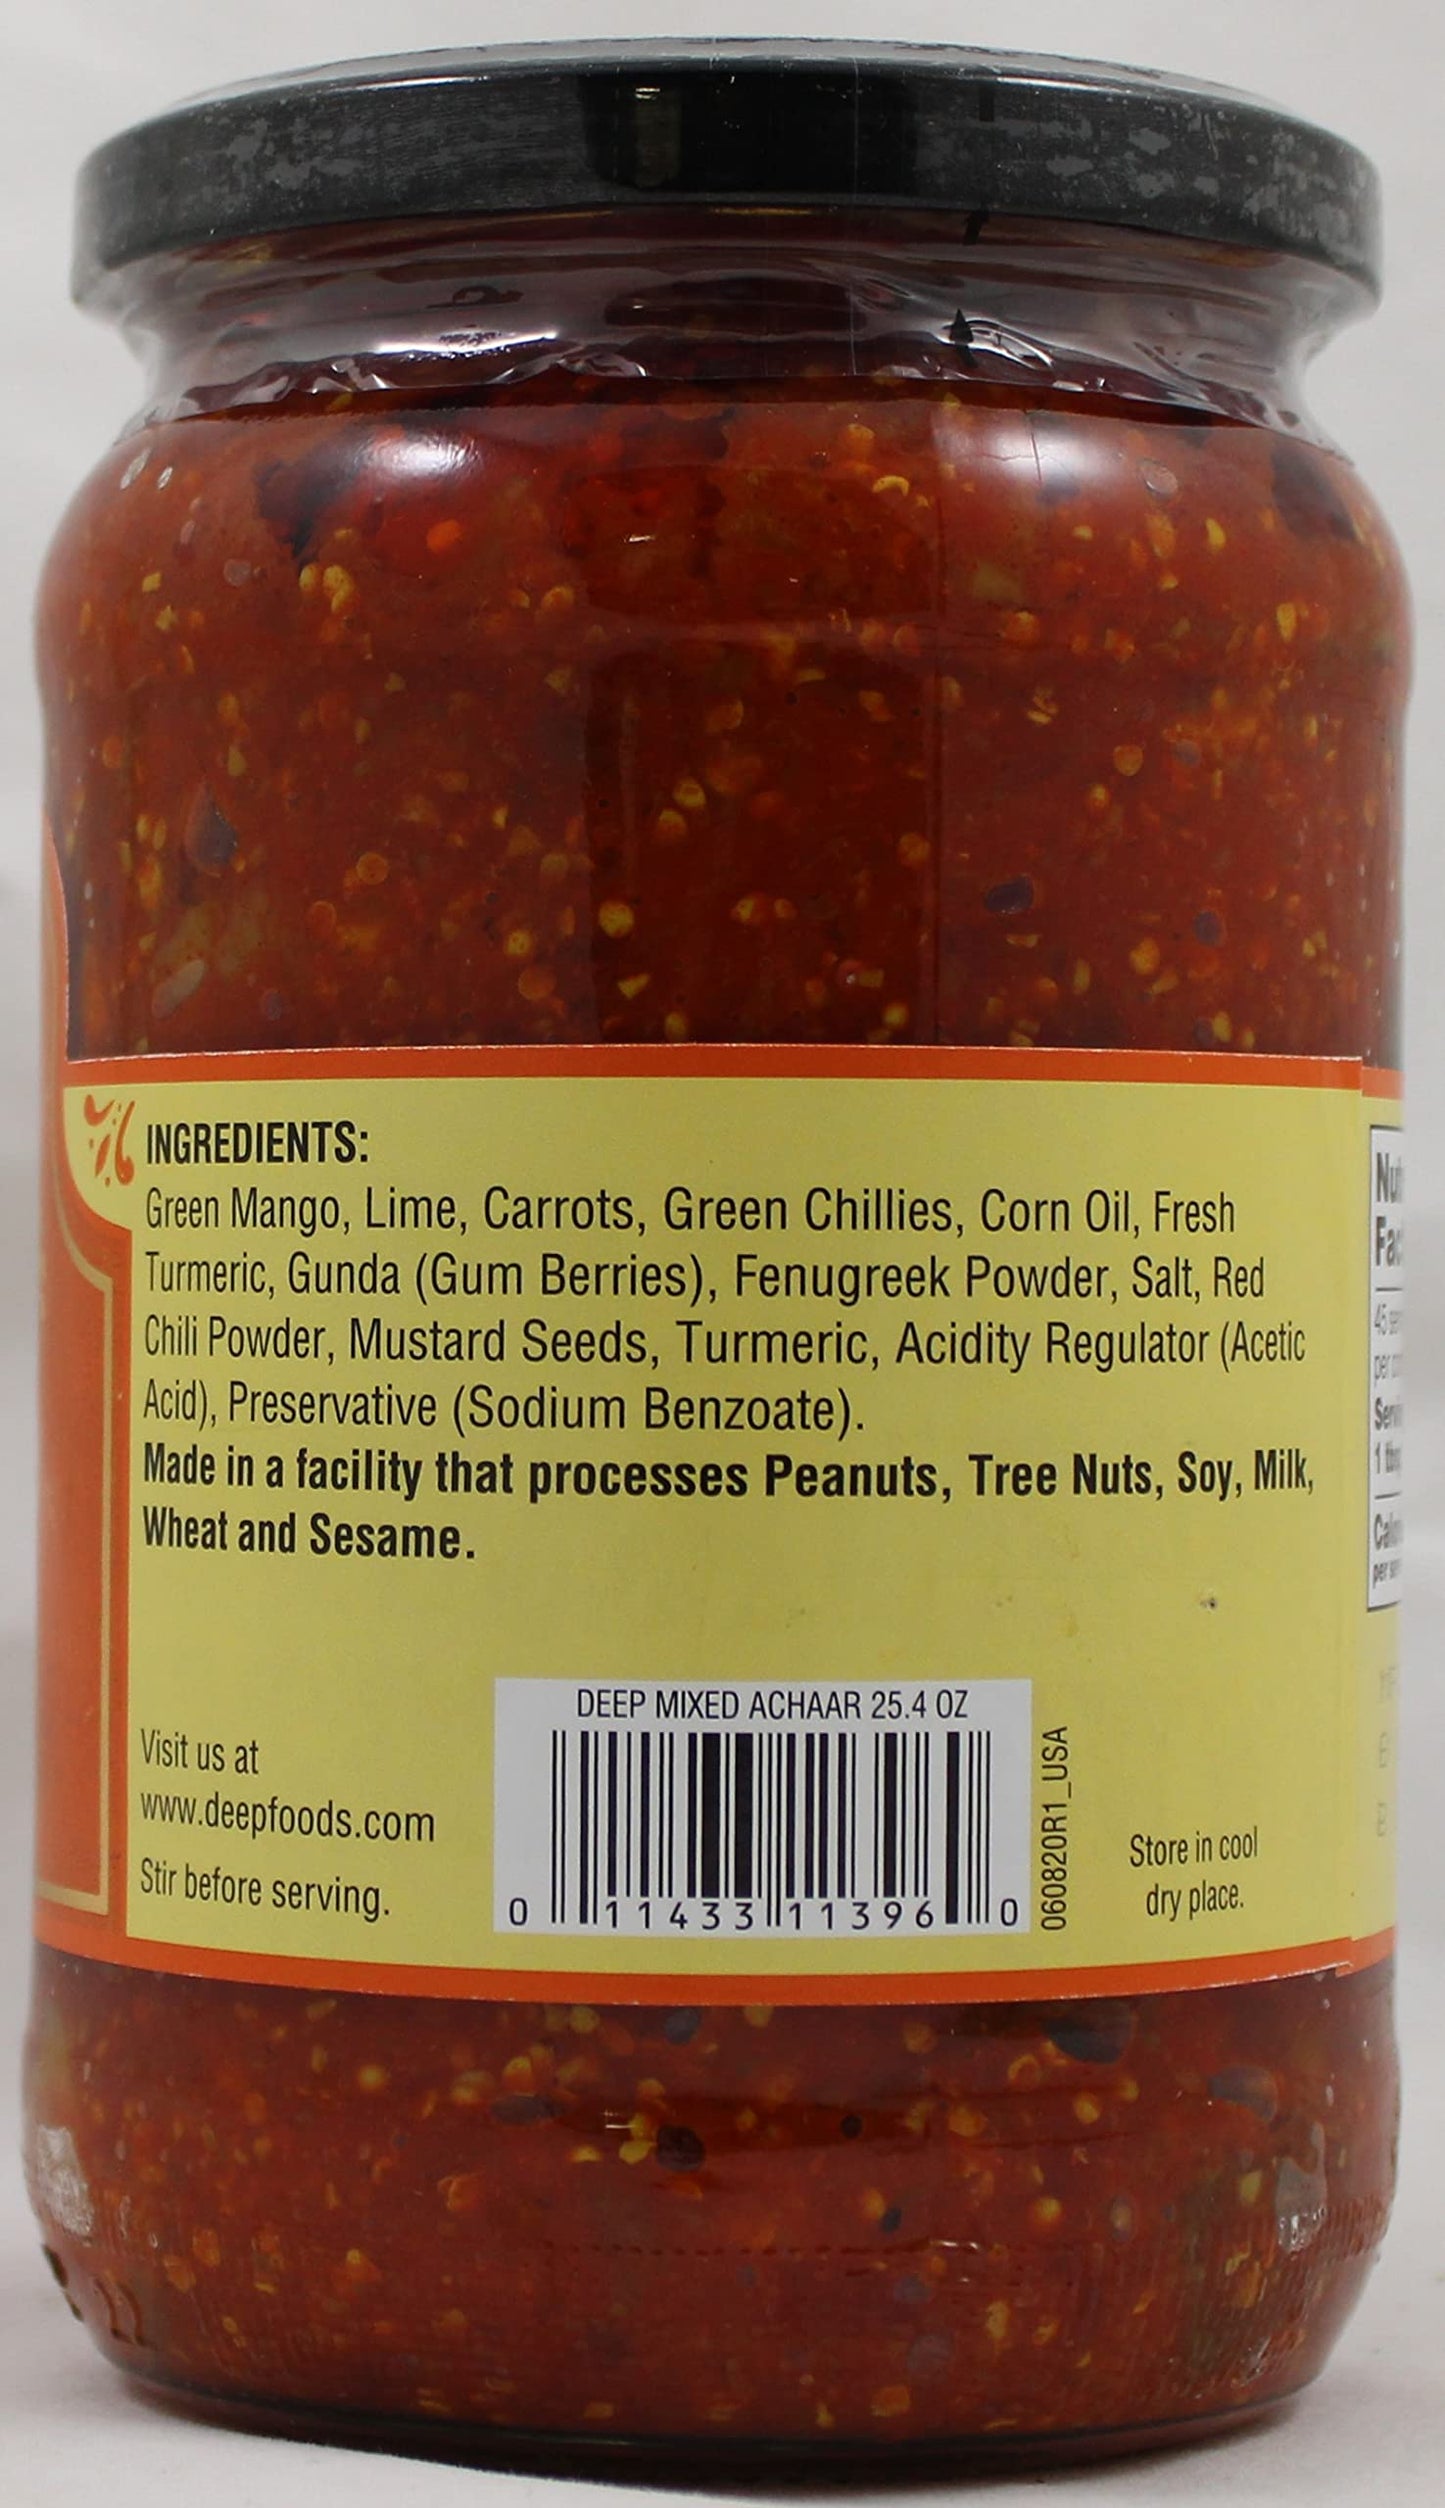 INGREDIENTS:
Green Mango, Lime, Carrots, Green Chillies, Corn Oil, Fresh
Turmeric, Gunda (Gum Berries), Fenugreek Powder, Salt, Red
Chili Powder, Mustard Seeds, Turmeric, Acidity Regulator (Acetic
Acid), Preservative (Sodium Benzoate).
Made in a facility that processes Peanuts, Tree Nuts, Soy, Milk,
Wheat and Sesame.
Visit us at
www.deepfoods.com
Stir before serving.
DEEP MIXED ACHAAR 25.4 OZ
0 11433 11396 0
060820R1_USA
Store in cool
dry place.
45
1